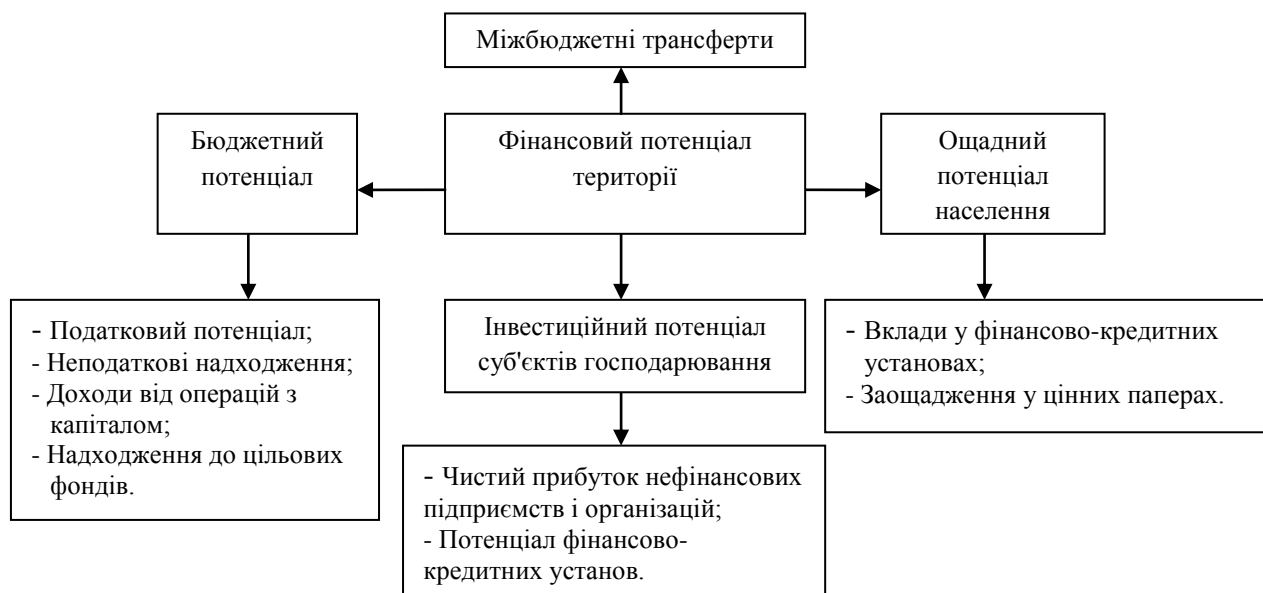 Міжбюджетні трансферти
Бюджетний
потенціал
Фінансовий потенціал
території
Ощадний
потенціал
населення
- Податковий потенціал;
- Неподаткові надходження;
- Доходи від операцій з
капіталом;
- Надходження до цільових
фондів.
Інвестиційний потенціал
суб'єктів господарювання
- Вклади у фінансово-кредитних
установах;
- Заощадження у цінних паперах.
- Чистий прибуток нефінансових
підприємств і організацій;
- Потенціал фінансово-
кредитних установ.